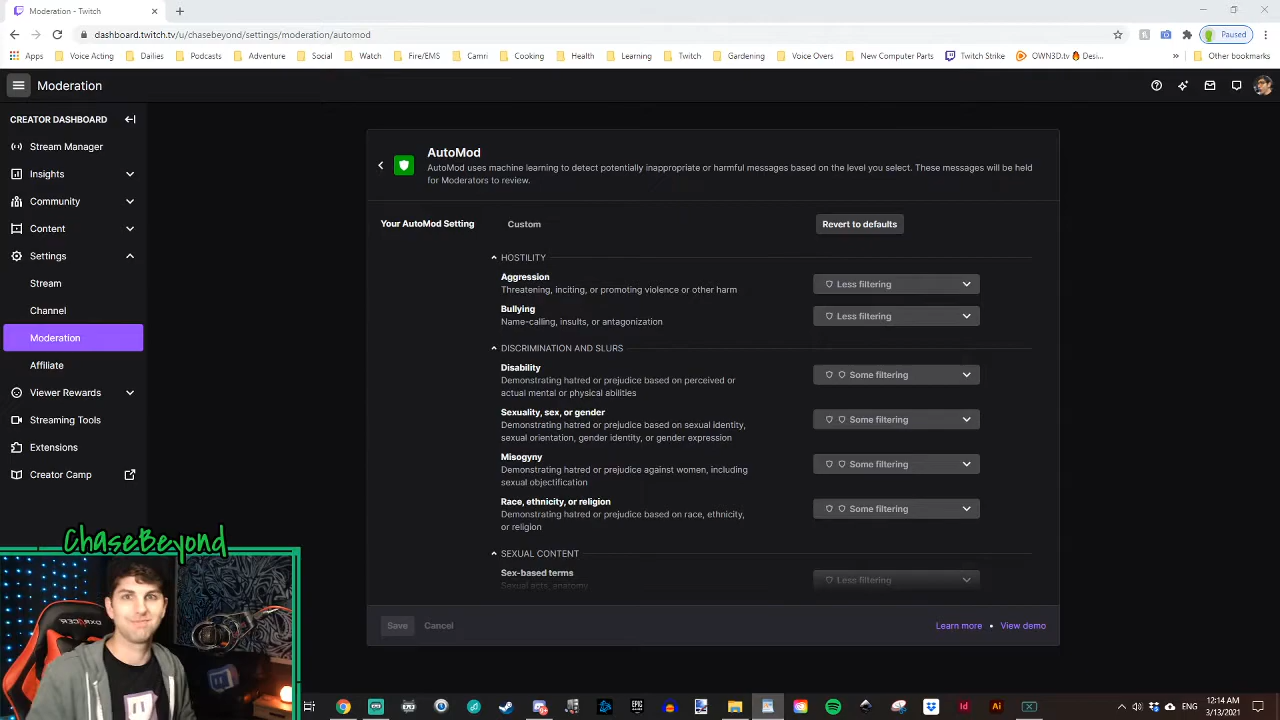 Moderation - Twitch
dashboard.twitch.tv/u/chasebeyond/settings/moderation/automod
Paused
Apps
Voice Acting
Dailies
Podcasts
Adventure
Social
Watch
Fire/EMS
Camri
Cooking
Health
Learning
Twitch
Gardening
Voice Overs
New Computer Parts
Twitch Strike
OWN3D.tv
Desi...
»
Other bookmarks
Moderation
CREATOR DASHBOARD
Stream Manager
Insights
Community
Content
Settings
Stream
Channel
Moderation
Affiliate
Viewer Rewards
Streaming Tools
Extensions
Creator Camp
AutoMod
AutoMod uses machine learning to detect potentially inappropriate or harmful messages based on the level you select. These messages will be held
for Moderators to review.
Your AutoMod Setting
Custom
Revert to defaults
HOSTILITY
Aggression
Threatening, inciting, or promoting violence or other harm
Less filtering
Bullying
Name-calling, insults, or antagonization
Less filtering
DISCRIMINATION AND SLURS
Disability
Demonstrating hatred or prejudice based on perceived or
actual mental or physical abilities
Some filtering
Sexuality, sex, or gender
Demonstrating hatred or prejudice based on sexual identity,
sexual orientation, gender identity, or gender expression
Some filtering
Misogyny
Demonstrating hatred or prejudice against women, including
sexual objectification
Some filtering
Race, ethnicity, or religion
Demonstrating hatred or prejudice based on race, ethnicity,
or religion
Some filtering
SEXUAL CONTENT
Sex-based terms
Sexual acts, anatomy
Less filtering
Save
Cancel
Learn more
•
View demo
ChaseBeyond
DXRACER
EPIC
Id
Ai
12:14 AM
3/13/2021